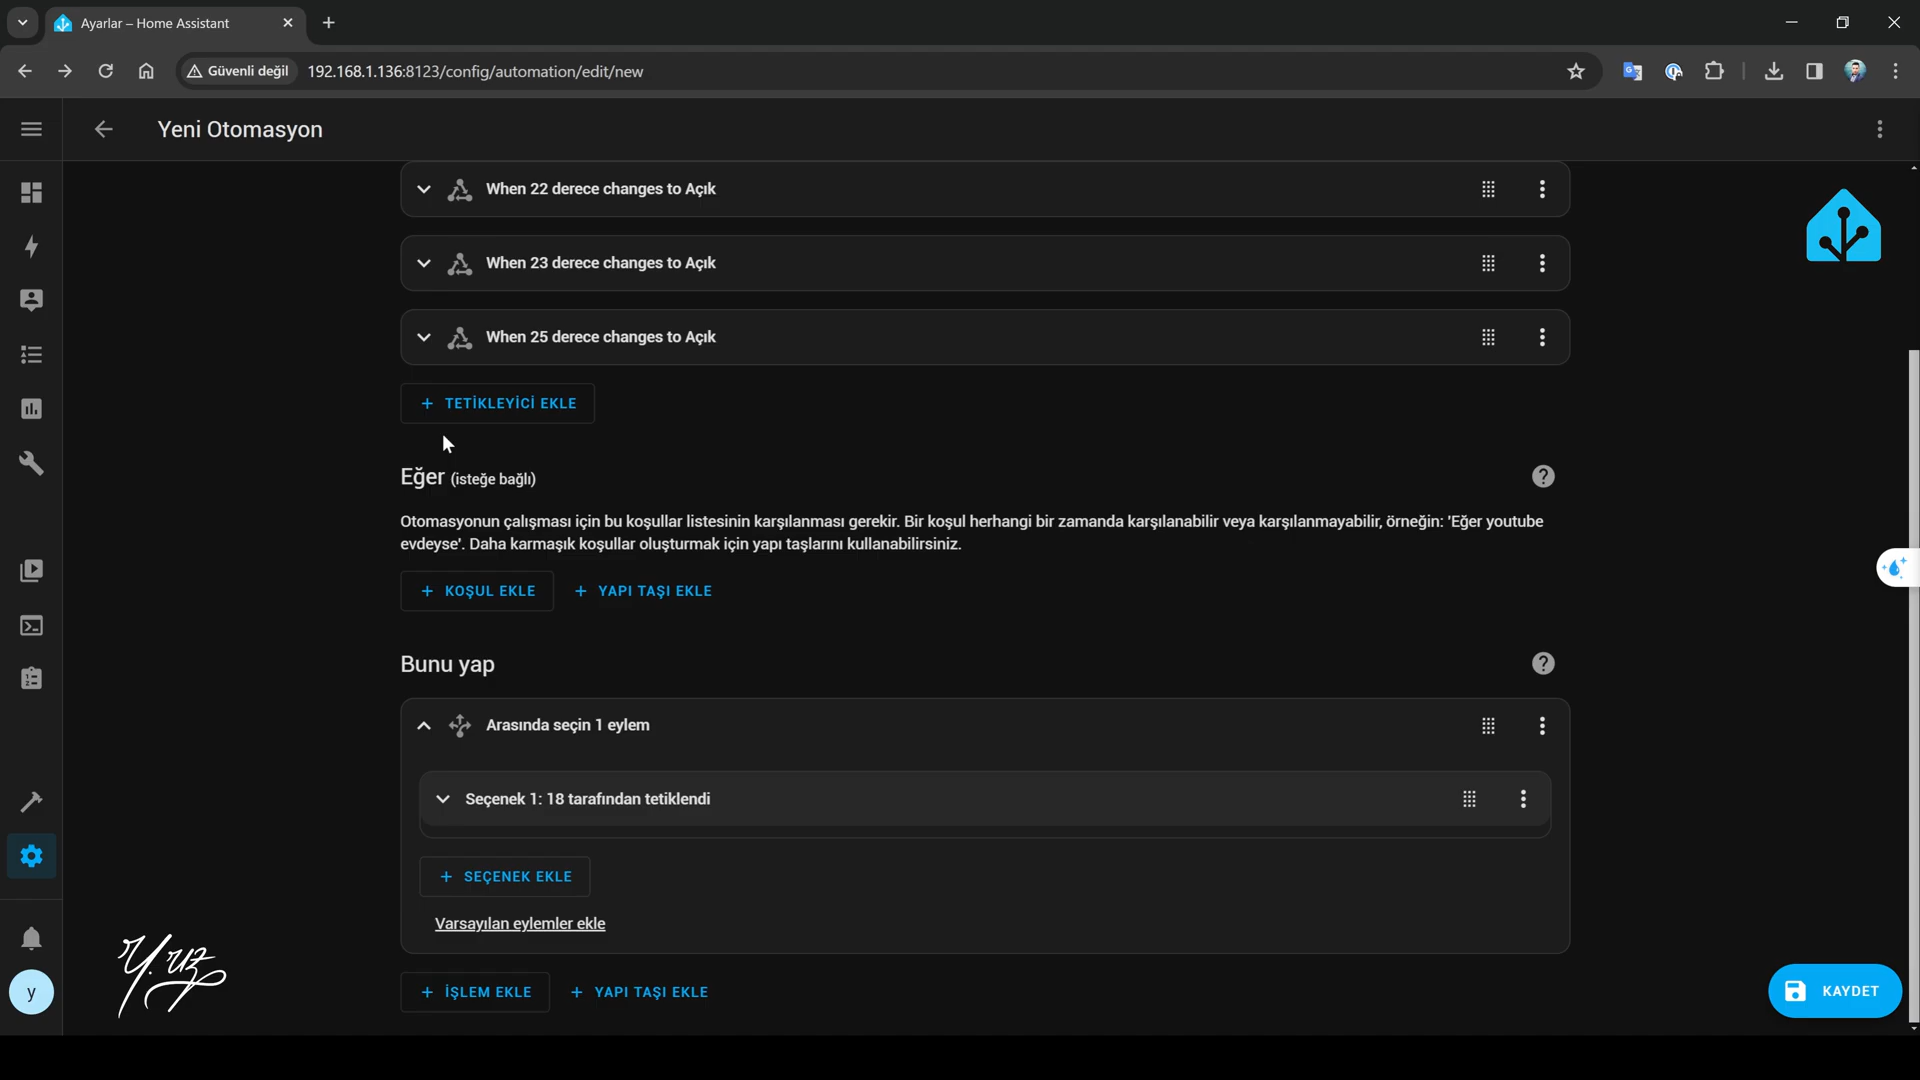 Ayarlar – Home Assistant
Güvenli değil
192.168.1.136:8123/config/automation/edit/new
Yeni Otomasyon
When 22 derece changes to Açık
When 23 derece changes to Açık
When 25 derece changes to Açık
+ TETİKLEYİCİ EKLE
Eğer (isteğe bağlı)
Otomasyonun çalışması için bu koşullar listesinin karşılanması gerekir. Bir koşul herhangi bir zamanda karşılanabilir veya karşılanmayabilir, örneğin: 'Eğer youtube
evdeyse'. Daha karmaşık koşullar oluşturmak için yapı taşlarını kullanabilirsiniz.
+ KOŞUL EKLE + YAPI TAŞI EKLE
Bunu yap
Arasında seçin 1 eylem
Seçenek 1: 18 tarafından tetiklendi
+ SEÇENEK EKLE
Varsayılan eylemler ekle
+ İŞLEM EKLE + YAPI TAŞI EKLE
KAYDET
y
Y.uz